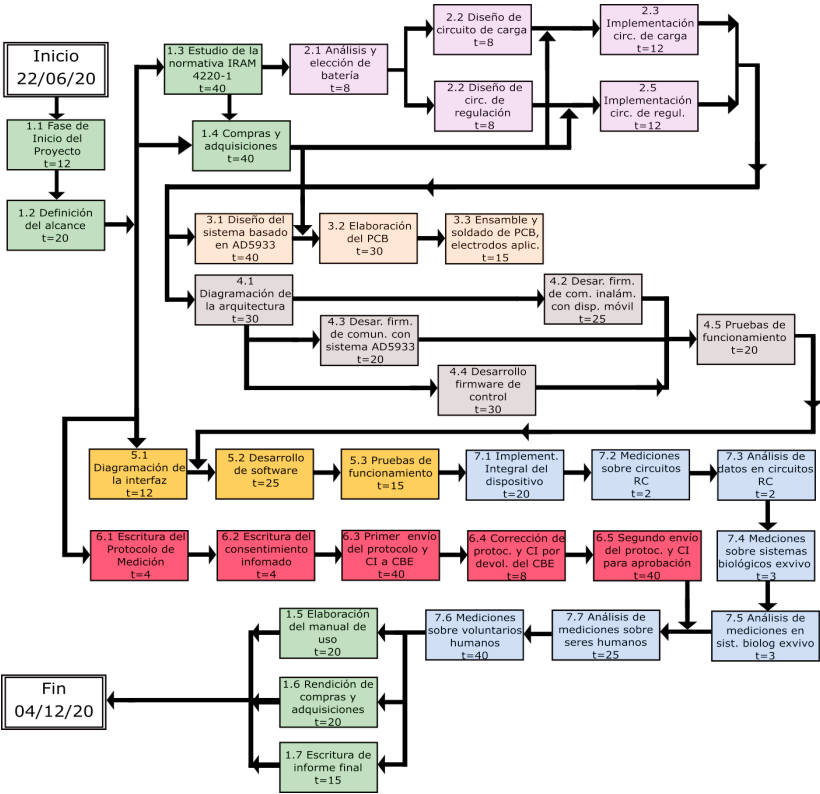 Inicio
22/06/20
1.1 Fase de
Inicio del
Proyecto
t=12
1.2 Definición
del alcance
t=20
1.3 Estudio de la
normativa IRAM
4220-1
t=40
1.4 Compras y
adquisiciones
t=40
2.1 Análisis y
elección de
batería
t=8
2.2 Diseño de
circuito de carga
t=8
2.2 Diseño de
circ. de
regulación
t=8
2.3
Implementación
circ. de carga
t=12
2.5
Implementación
circ. de regul.
t=12
3.1 Diseño del
sistema basado
en AD5933
t=40
3.2 Elaboración
del PCB
t=30
3.3 Ensamble y
soldado de PCB,
electrodos aplic.
t=15
4.1
Diagramación de
la arquitectura
t=30
4.2 Desar. firm.
de com. inalám.
con disp. móvil
t=25
4.3 Desar. firm.
de comun. con
sistema AD5933
t=20
4.4 Desarrollo
firmware de
control
t=30
4.5 Pruebas de
funcionamiento
t=20
5.1
Diagramación de
la interfaz
t=12
5.2 Desarrollo
de software
t=25
5.3 Pruebas de
funcionamiento
t=15
7.1 Implement.
Integral del
dispositivo
t=20
7.2 Mediciones
sobre circuitos
RC
t=2
7.3 Análisis de
datos en circuitos
RC
t=2
6.1 Escritura del
Protocolo de
Medición
t=4
6.2 Escritura del
consentimiento
infomado
t=4
6.3 Primer envío
del protocolo y
CI a CBE
t=40
6.4 Corrección de
protoc. y CI por
devol. del CBE
t=8
6.5 Segundo envío
del protoc. y CI
para aprobación
t=40
7.4 Medciones
sobre sistemas
biológicos exvivo
t=3
1.5 Elaboración
del manual de
uso
t=20
7.6 Mediciones
sobre voluntarios
humanos
t=40
7.7 Análisis de
mediciones sobre
seres humanos
t=25
7.5 Análisis de
mediciones en
sist. biolog exvivo
t=3
Fin
04/12/20
1.6 Rendición de
compras y
adquisiciones
t=20
1.7 Escritura de
informe final
t=15